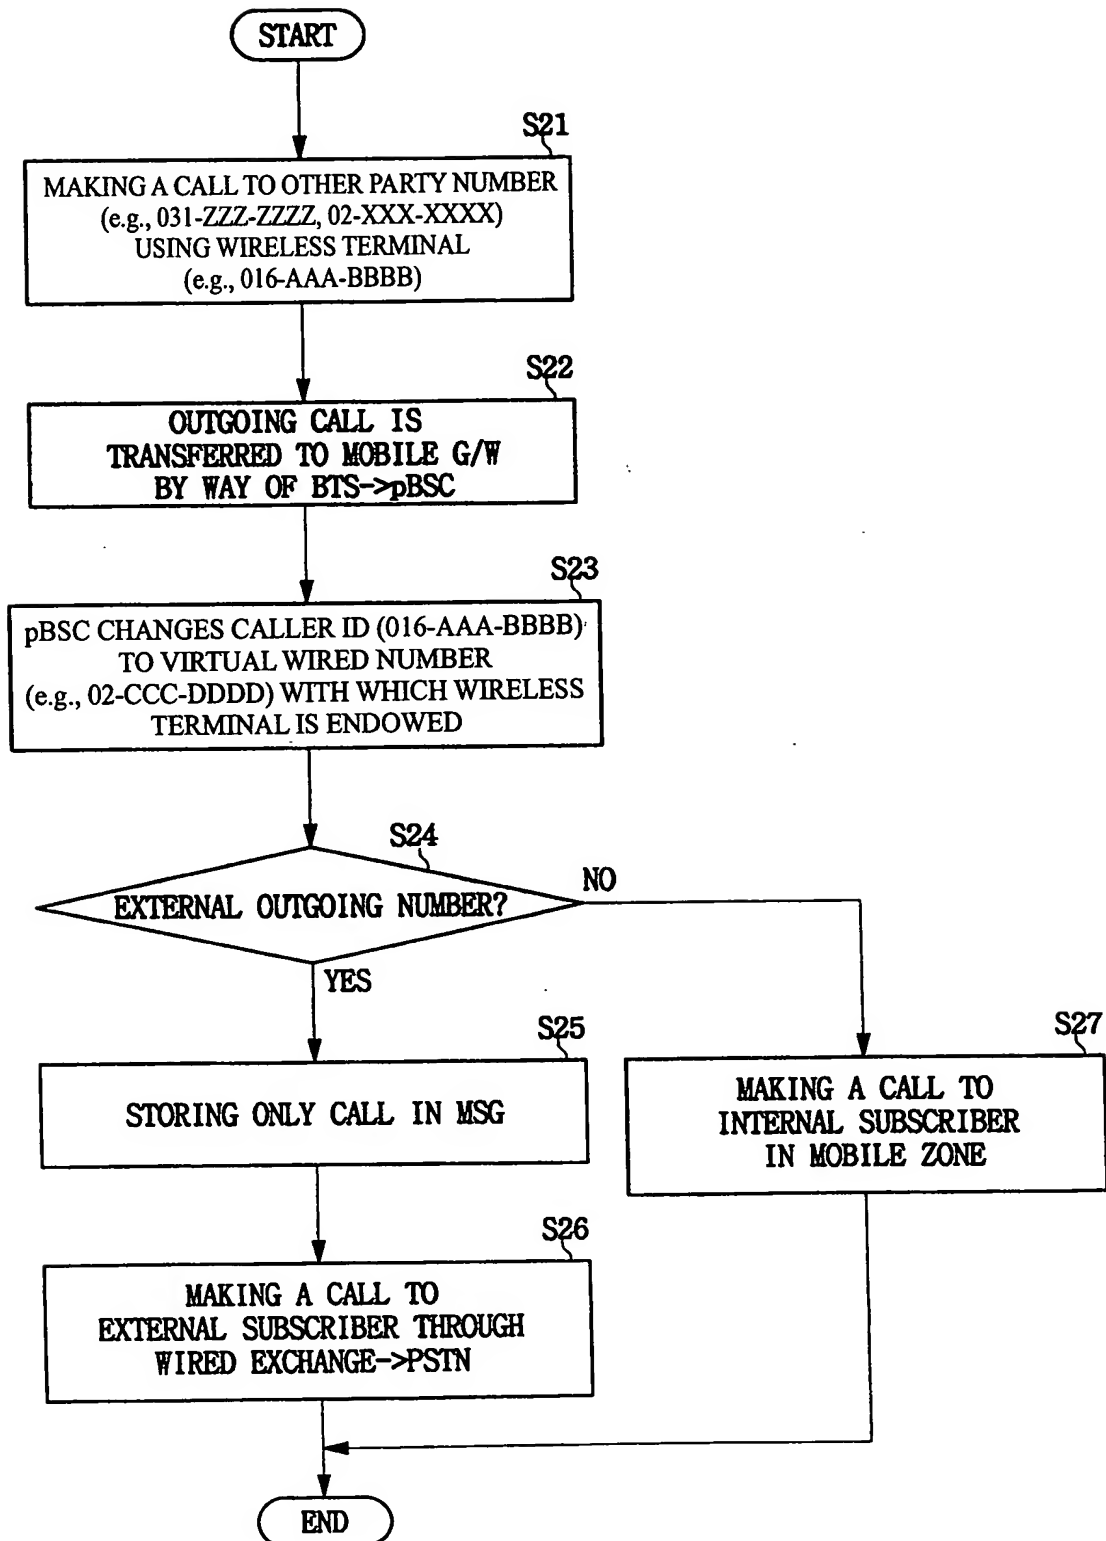 START
S21
MAKING A CALL TO OTHER PARTY NUMBER
(e.g., 031-ZZZ-ZZZZ, 02-XXX-XXXX)
USING WIRELESS TERMINAL
(e.g., 016-AAA-BBBB)
S22
OUTGOING CALL IS
TRANSFERRED TO MOBILE G/W
BY WAY OF BTS->pBSC
S23
pBSC CHANGES CALLER ID (016-AAA-BBBB)
TO VIRTUAL WIRED NUMBER
(e.g., 02-CCC-DDDD) WITH WHICH WIRELESS
TERMINAL IS ENDOWED
S24
EXTERNAL OUTGOING NUMBER?
NO
YES
S25
STORING ONLY CALL IN MSG
S27
MAKING A CALL TO
INTERNAL SUBSCRIBER
IN MOBILE ZONE
S26
MAKING A CALL TO
EXTERNAL SUBSCRIBER THROUGH
WIRED EXCHANGE->PSTN
END